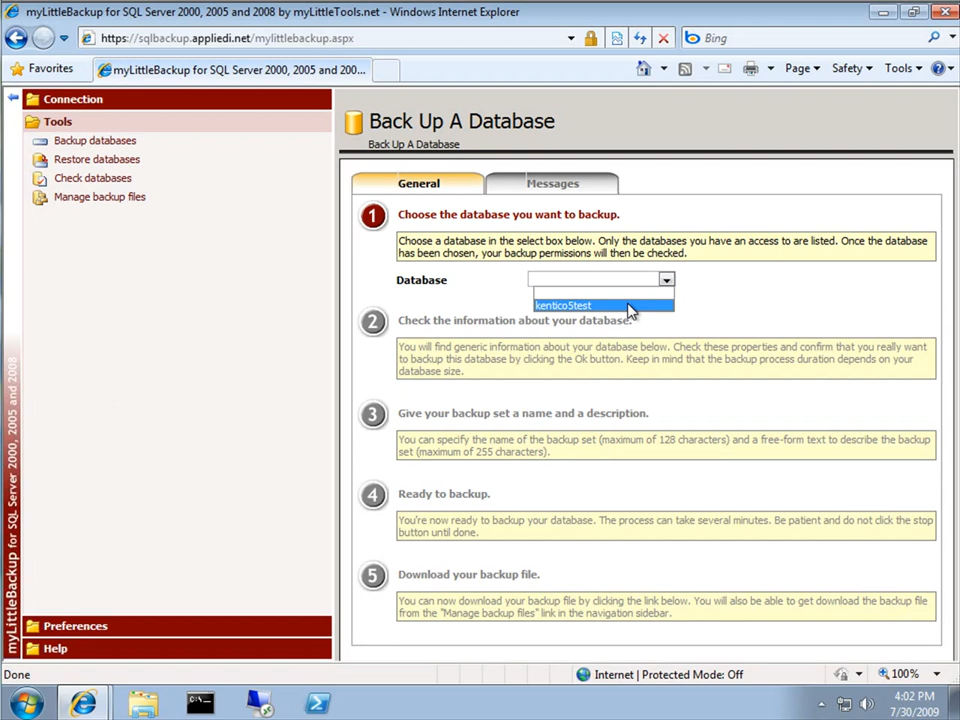 myLittleBackup for SQL Server 2000, 2005 and 2008 by myLittleTools.net - Windows Internet Explorer
https://sqlbackup.appliedi.net/mylittlebackup.aspx
Bing
Favorites
myLittleBackup for SQL Server 2000, 2005 and 200...
Page
Safety
Tools
Connection
Tools
Backup databases
Restore databases
Check databases
Manage backup files
Preferences
Help
myLittleBackup for SQL Server 2000, 2005 and 2008
Back Up A Database
Back Up A Database
General
Messages
1
Choose the database you want to backup.
Choose a database in the select box below. Only the databases you have an access to are listed. Once the database
has been chosen, your backup permissions will then be checked.
Database
kentico5test
2
Check the information about your database.
You will find generic information about your database below. Check these properties and confirm that you really want
to backup this database by clicking the Ok button. Keep in mind that the backup process duration depends on your
database size.
3
Give your backup set a name and a description.
You can specify the name of the backup set (maximum of 128 characters) and a free-form text to describe the backup
set (maximum of 255 characters).
4
Ready to backup.
You're now ready to backup your database. The process can take several minutes. Be patient and do not click the stop
button until done.
5
Download your backup file.
You can now download your backup file by clicking the link below. You will also be able to get download the backup file
from the "Manage backup files" link in the navigation sidebar.
Done
Internet | Protected Mode: Off
100%
4:02 PM
7/30/2009